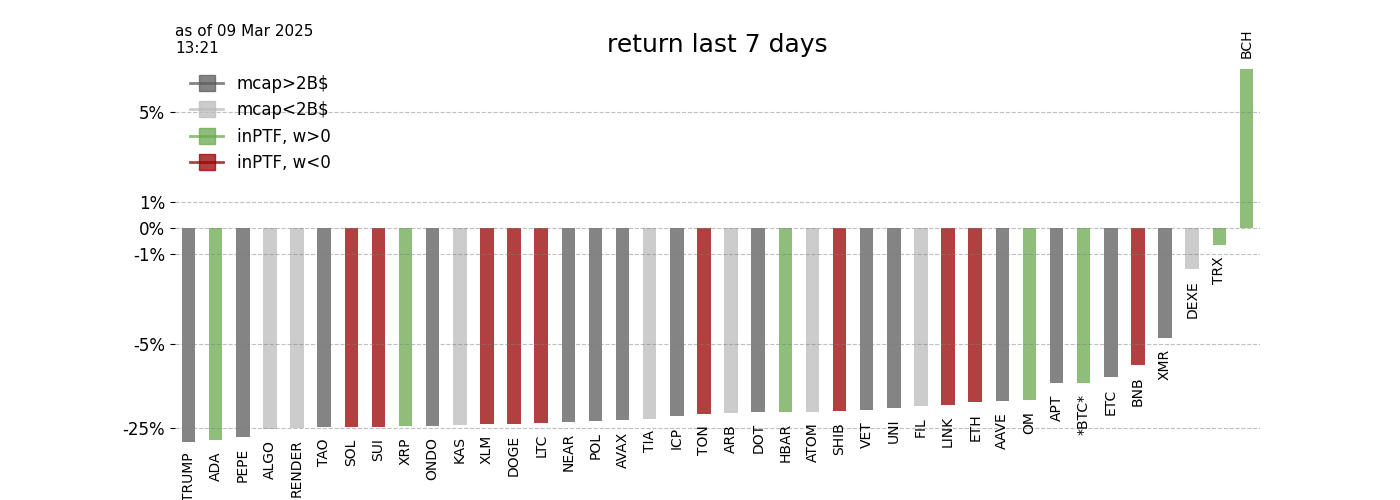 as of 09 Mar 2025
13:21
return last 7 days
mcap>2B$
mcap<2B$
inPTF, w>0
inPTF, w<0
5%
1%
0%
-1%
-5%
-25%
TRUMP
ADA
PEPE
ALGO
RENDER
TAO
SOL
SUI
XRP
ONDO
KAS
XLM
DOGE
LTC
NEAR
POL
AVAX
TIA
ICP
TON
ARB
DOT
HBAR
ATOM
SHIB
VET
UNI
FIL
LINK
ETH
AAVE
OM
APT
*BTC*
ETC
BNB
XMR
DEXE
TRX
BCH